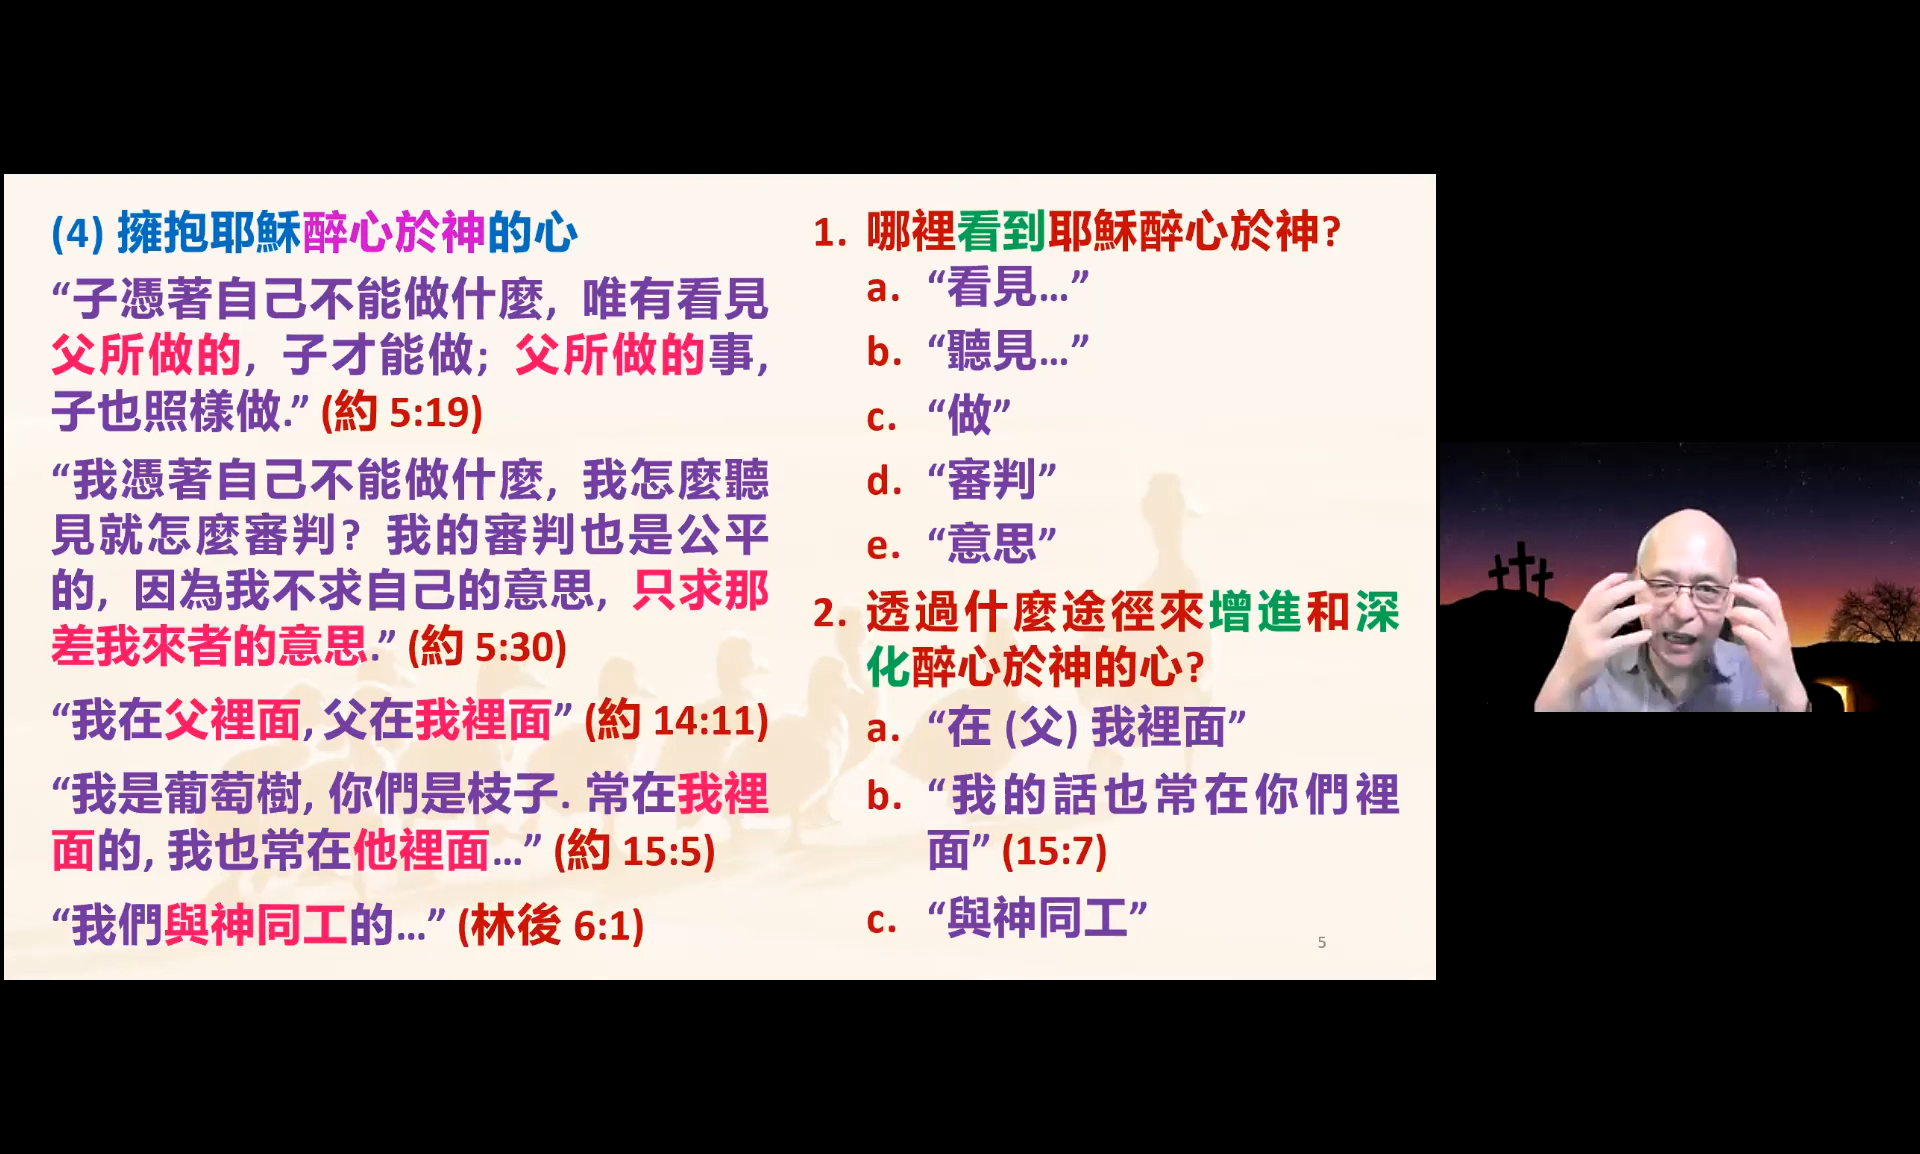 (4) 擁抱耶穌醉心於神的心
“子憑著自己不能做什麼, 唯有看見
父所做的, 子才能做; 父所做的事,
子也照樣做.” (約 5:19)
“我憑著自己不能做什麼, 我怎麼聽
見就怎麼審判? 我的審判也是公平
的, 因為我不求自己的意思, 只求那
差我來者的意思.” (約 5:30)
“我在父裡面, 父在我裡面” (約 14:11)
“我是葡萄樹, 你們是枝子. 常在我裡
面的, 我也常在他裡面...” (約 15:5)
“我們與神同工的...” (林後 6:1)
1. 哪裡看到耶穌醉心於神?
a. “看見...”
b. “聽見...”
c. “做”
d. “審判”
e. “意思”
2. 透過什麼途徑來增進和深
化醉心於神的心?
a. “在 (父) 我裡面”
b. “我的話也常在你們裡
面” (15:7)
c. “與神同工”
5